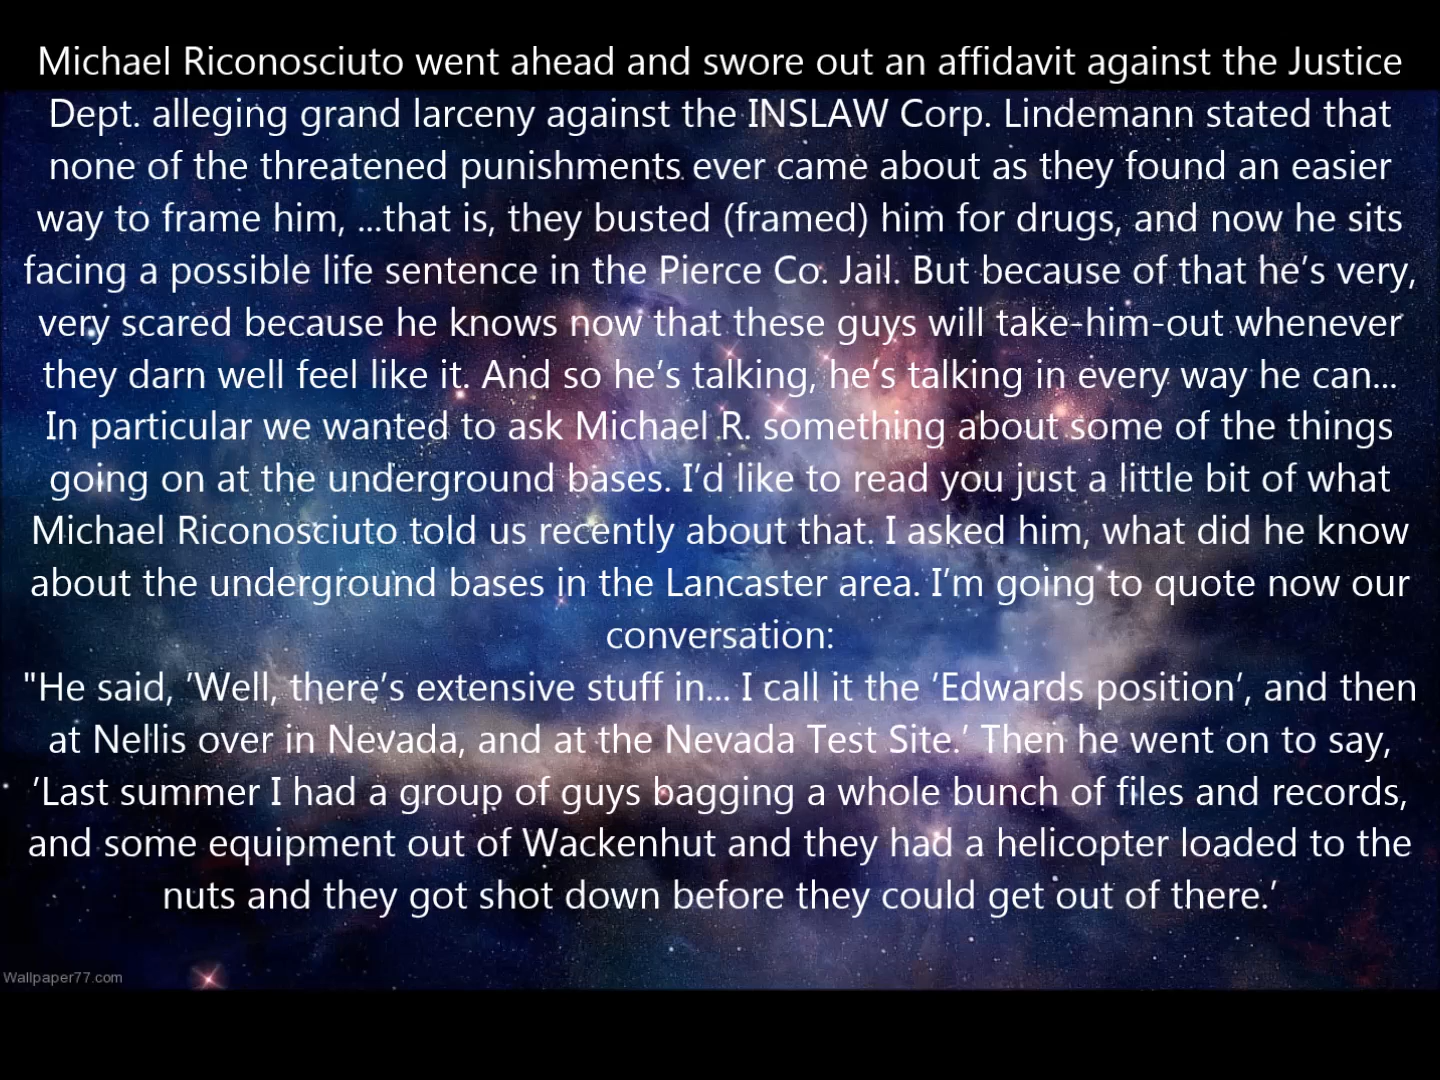 Michael Riconosciuto went ahead and swore out an affidavit against the Justice
Dept. alleging grand larceny against the INSLAW Corp. Lindemann stated that
none of the threatened punishments ever came about as they found an easier
way to frame him, ...that is, they busted (framed) him for drugs, and now he sits
facing a possible life sentence in the Pierce Co. Jail. But because of that he’s very,
very scared because he knows now that these guys will take-him-out whenever
they darn well feel like it. And so he’s talking, he’s talking in every way he can...
In particular we wanted to ask Michael R. something about some of the things
going on at the underground bases. I’d like to read you just a little bit of what
Michael Riconosciuto told us recently about that. I asked him, what did he know
about the underground bases in the Lancaster area. I’m going to quote now our
conversation:
"He said, ’Well, there’s extensive stuff in... I call it the ’Edwards position’, and then
at Nellis over in Nevada, and at the Nevada Test Site.’ Then he went on to say,
’Last summer I had a group of guys bagging a whole bunch of files and records,
and some equipment out of Wackenhut and they had a helicopter loaded to the
nuts and they got shot down before they could get out of there.’
Wallpaper77.com